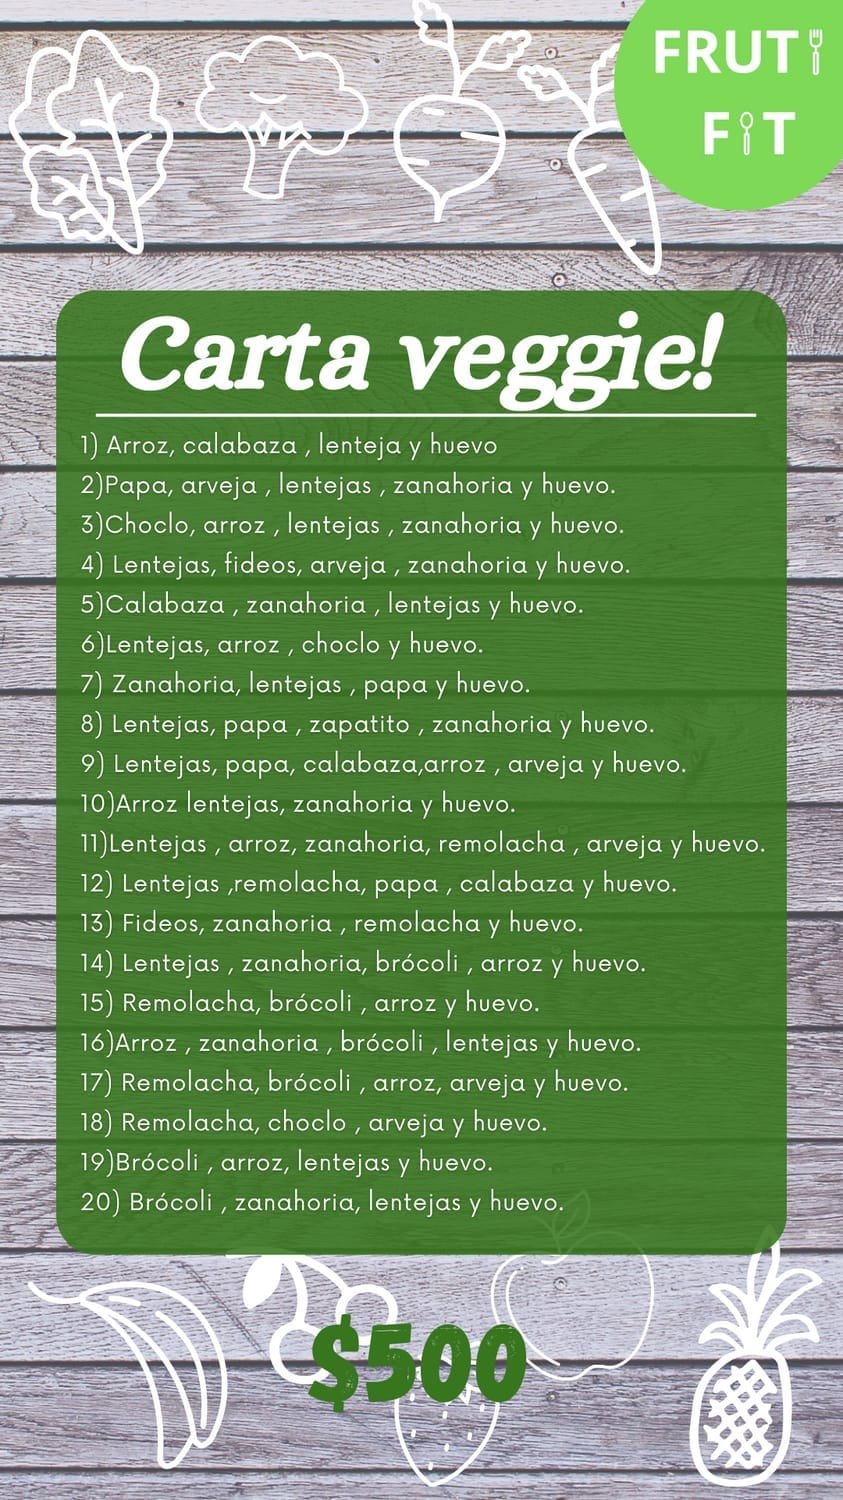 FRUTI
FIT
Carta veggie!
1) Arroz, calabaza , lenteja y huevo
2)Papa, arveja , lentejas , zanahoria y huevo.
3)Choclo, arroz , lentejas , zanahoria y huevo.
4) Lentejas, fideos, arveja , zanahoria y huevo.
5)Calabaza , zanahoria , lentejas y huevo.
6)Lentejas, arroz , choclo y huevo.
7) Zanahoria, lentejas , papa y huevo.
8) Lentejas, papa , zapatito , zanahoria y huevo.
9) Lentejas, papa, calabaza,arroz , arveja y huevo.
10)Arroz lentejas, zanahoria y huevo.
11)Lentejas , arroz, zanahoria, remolacha , arveja y huevo.
12) Lentejas ,remolacha, papa , calabaza y huevo.
13) Fideos, zanahoria , remolacha y huevo.
14) Lentejas , zanahoria, brócoli , arroz y huevo.
15) Remolacha, brócoli , arroz y huevo.
16)Arroz , zanahoria , brócoli , lentejas y huevo.
17) Remolacha, brócoli , arroz, arveja y huevo.
18) Remolacha, choclo , arveja y huevo.
19)Brócoli , arroz, lentejas y huevo.
20) Brócoli , zanahoria, lentejas y huevo.
$500